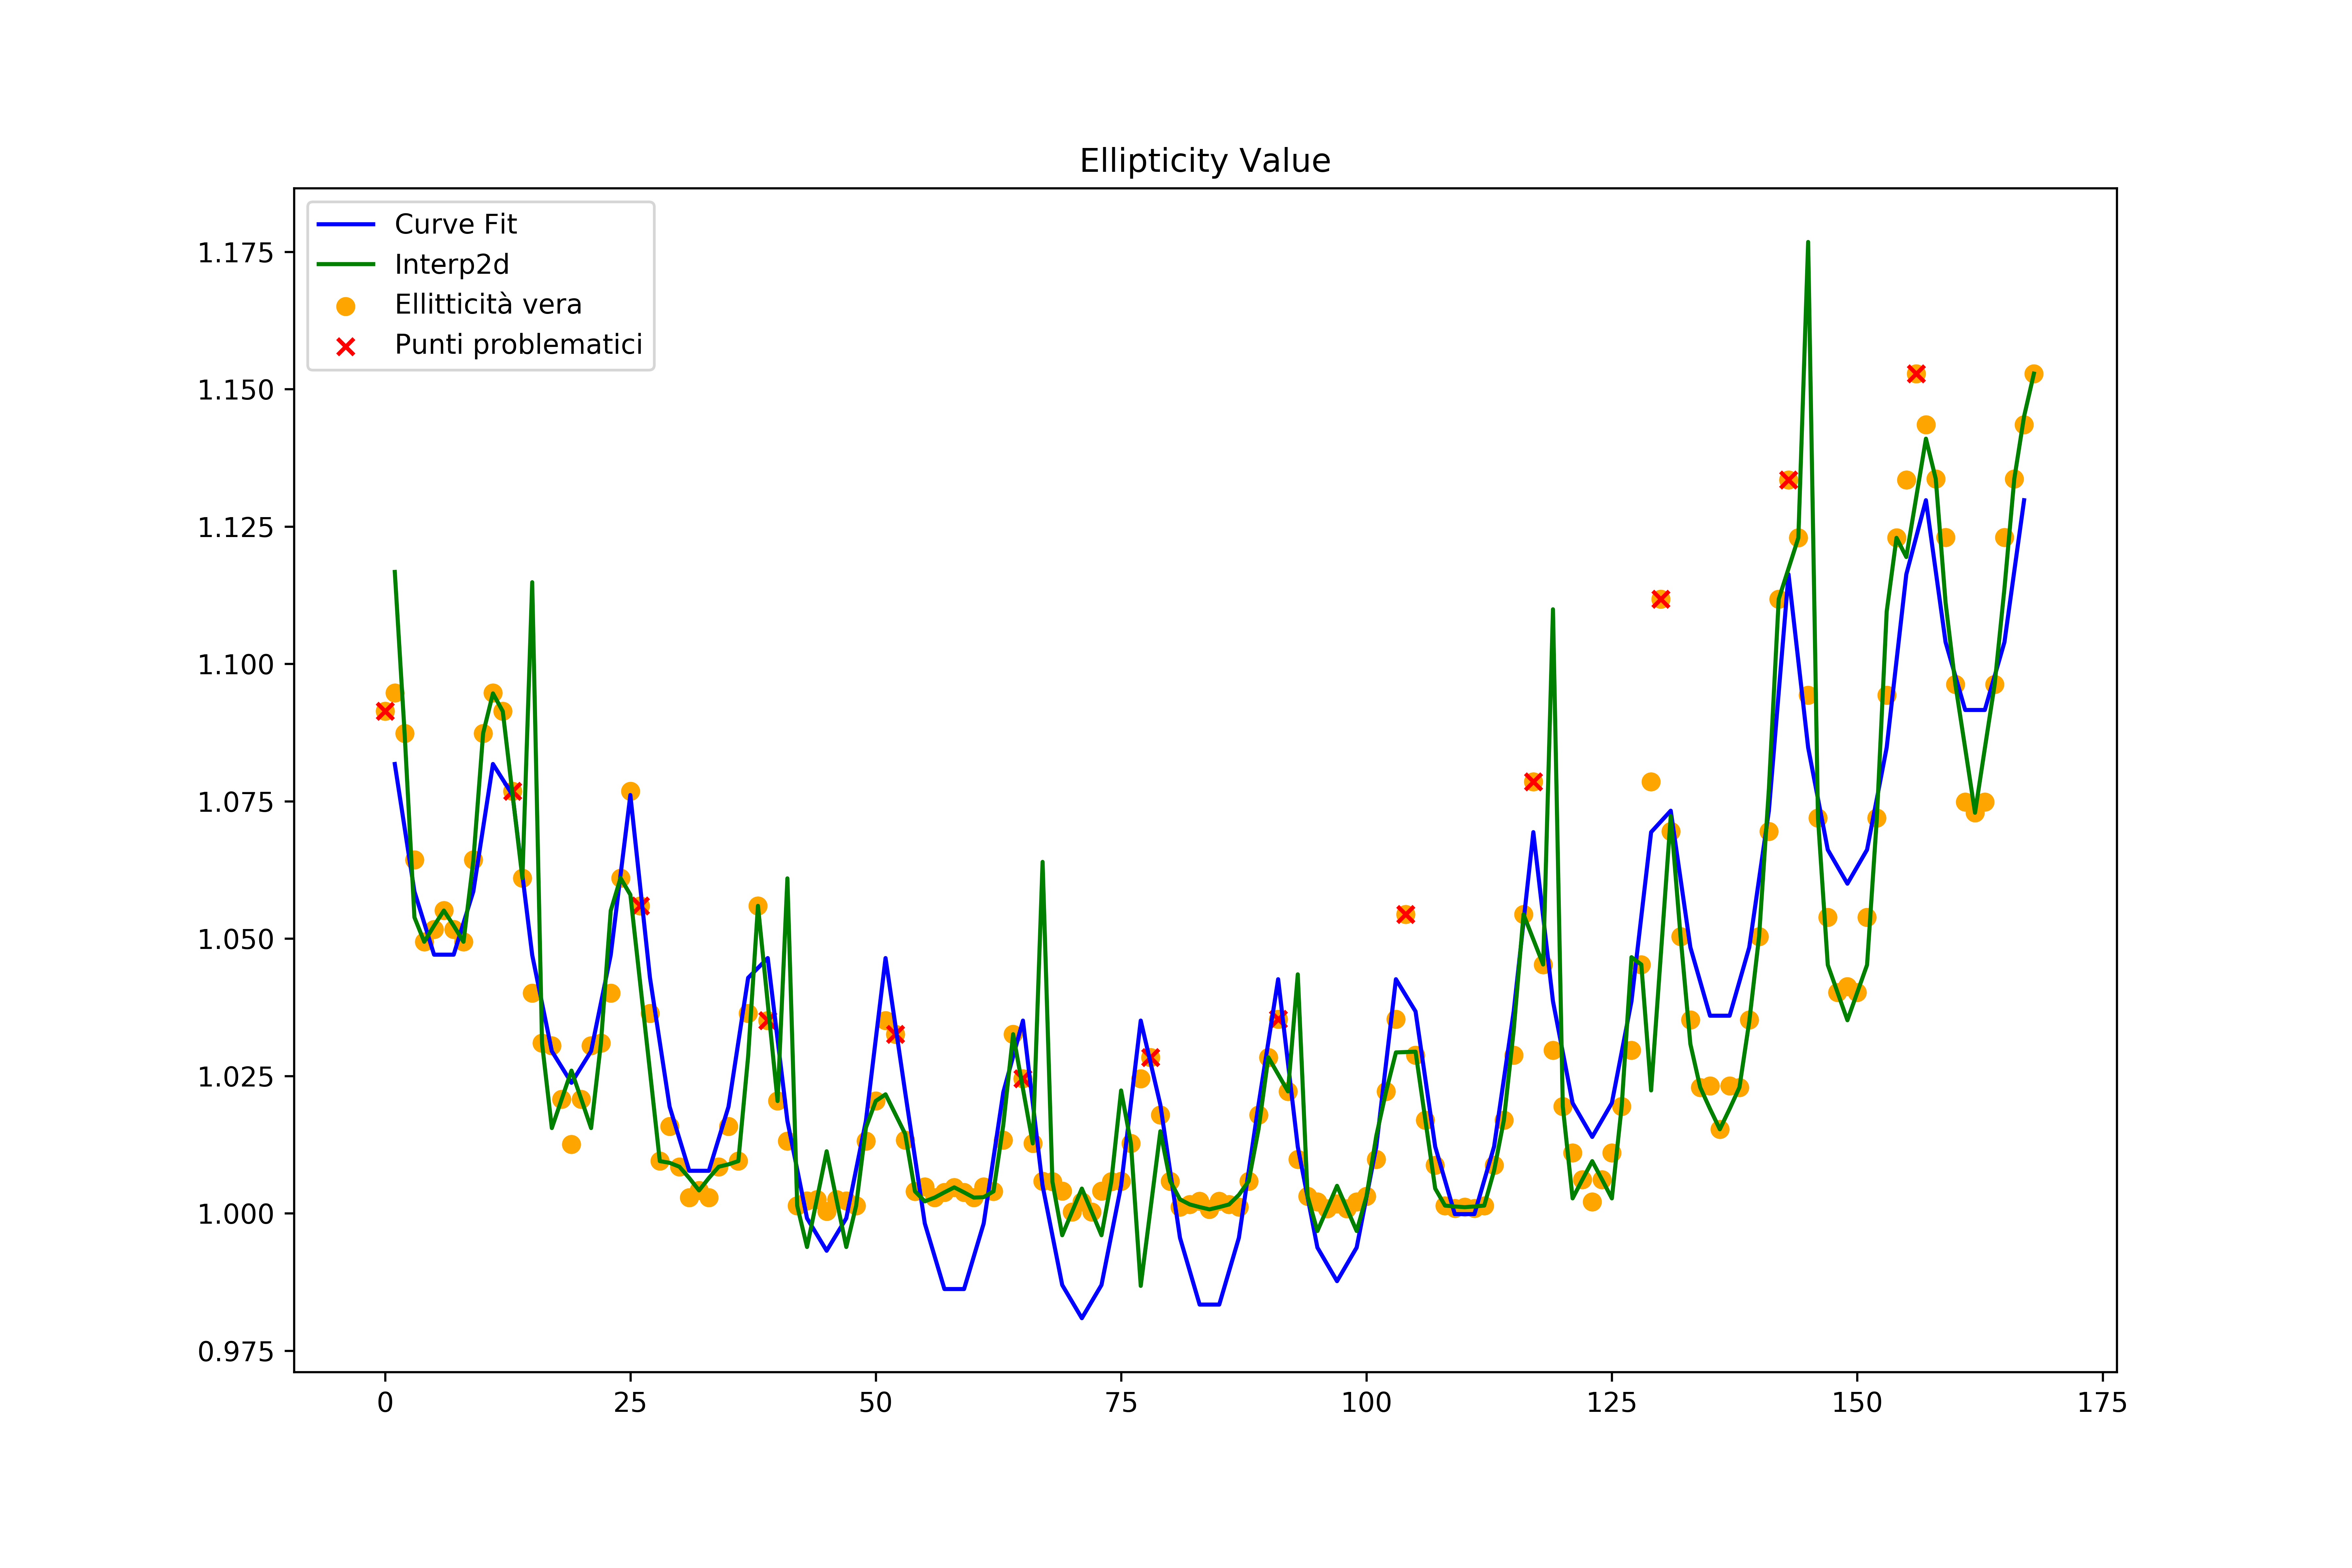 Ellipticity Value
Curve Fit
Interp2d
Ellitticità vera
Punti problematici
1.175
1.150
1.125
1.100
1.075
1.050
1.025
1.000
0.975
0 25 50 75 100 125 150 175